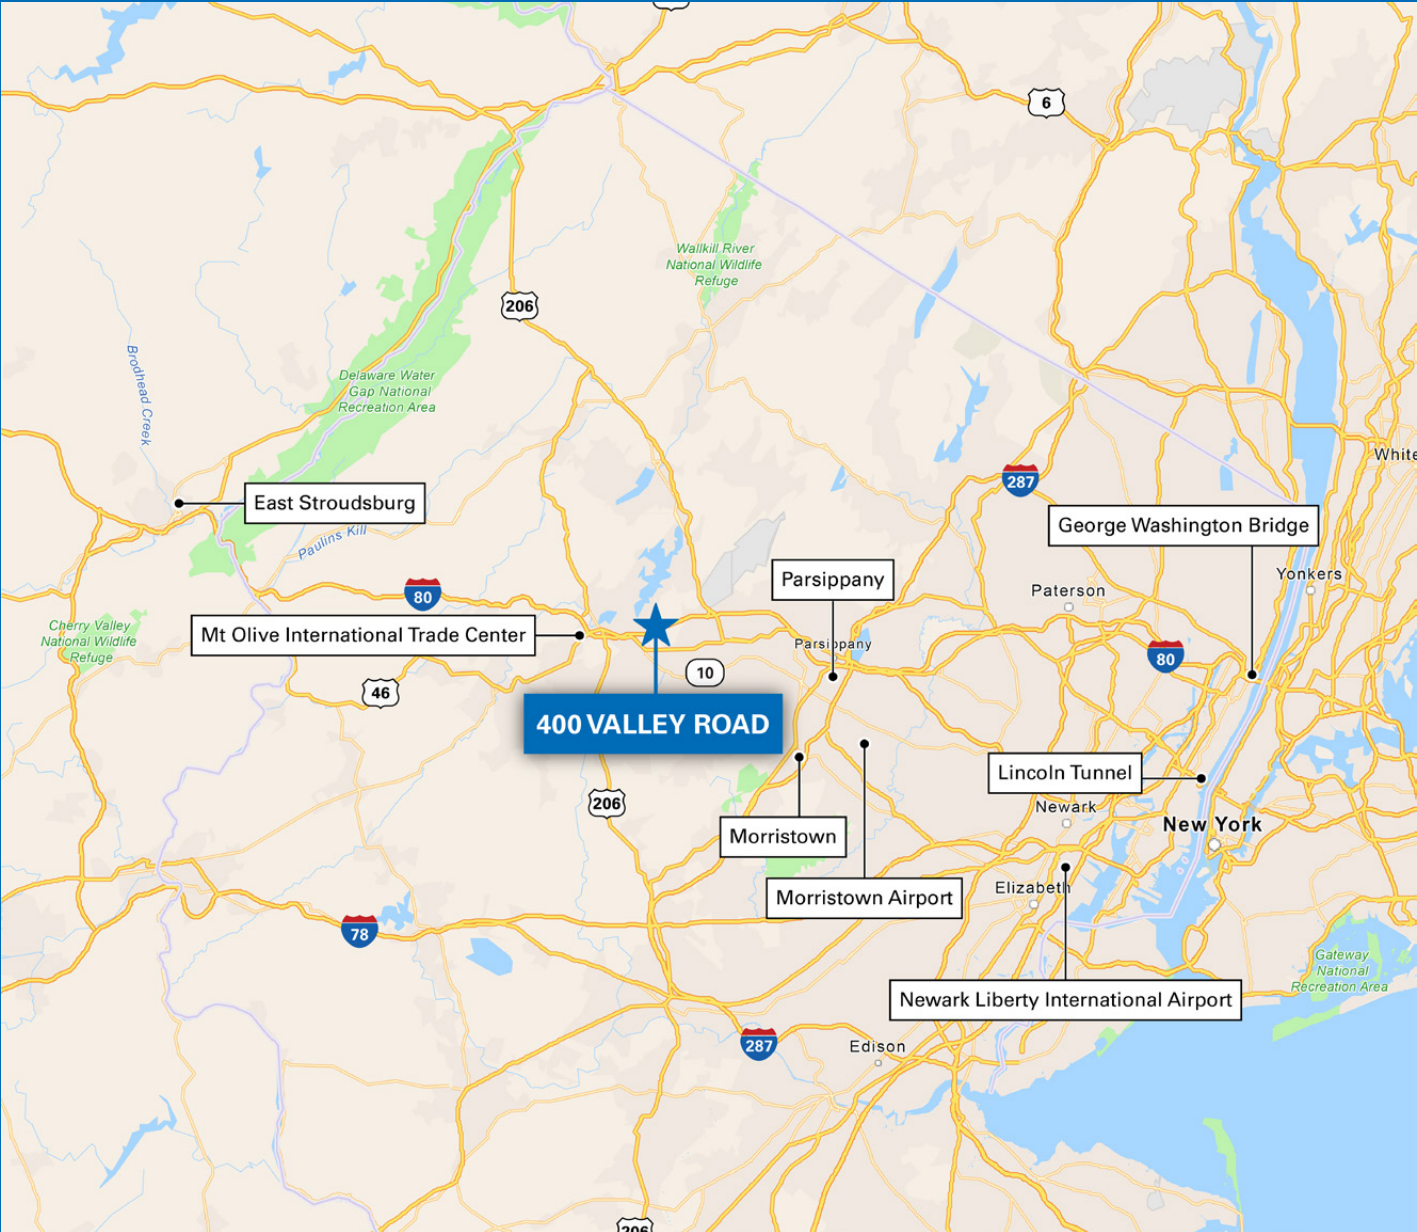 6
Wallkill River
National Wildlife
Refuge
206
Brodhead Creek
Delaware Water
Gap National
Recreation Area
White
287
East Stroudsburg
George Washington Bridge
Paulins Kill
Parsippany
Yonkers
80
Paterson
Cherry Valley
National Wildlife
Refuge
Mt Olive International Trade Center
Parsippany
80
10
46
400 VALLEY ROAD
Lincoln Tunnel
206
Newark
New York
Morristown
Elizabeth
Morristown Airport
78
Gateway
National
Recreation Area
Newark Liberty International Airport
287
Edison
206